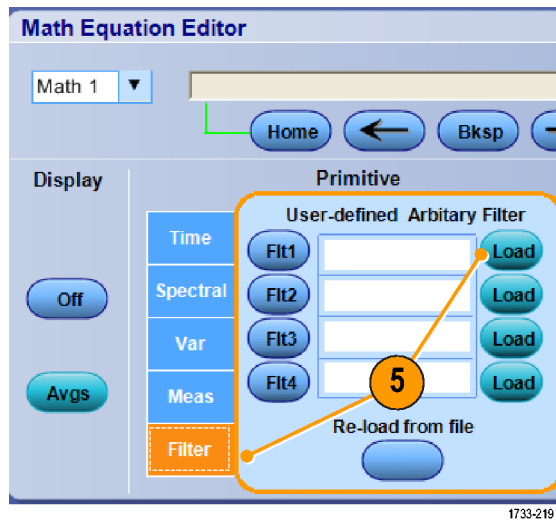 Math Equation Editor
Math 1
Home
Bksp
Display
Primitive
User-defined Arbitary Filter
Time
Flt1
Load
Spectral
Flt2
Load
Off
Var
Flt3
Load
Avgs
Meas
Flt4
5
Load
Filter
Re-load from file
1733-219